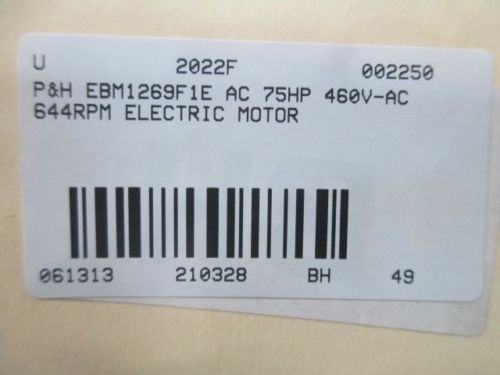 U 2022F 002250
P&H EBM1269F1E AC 75HP 460V-AC
644RPM ELECTRIC MOTOR
061313 210328 BH 49